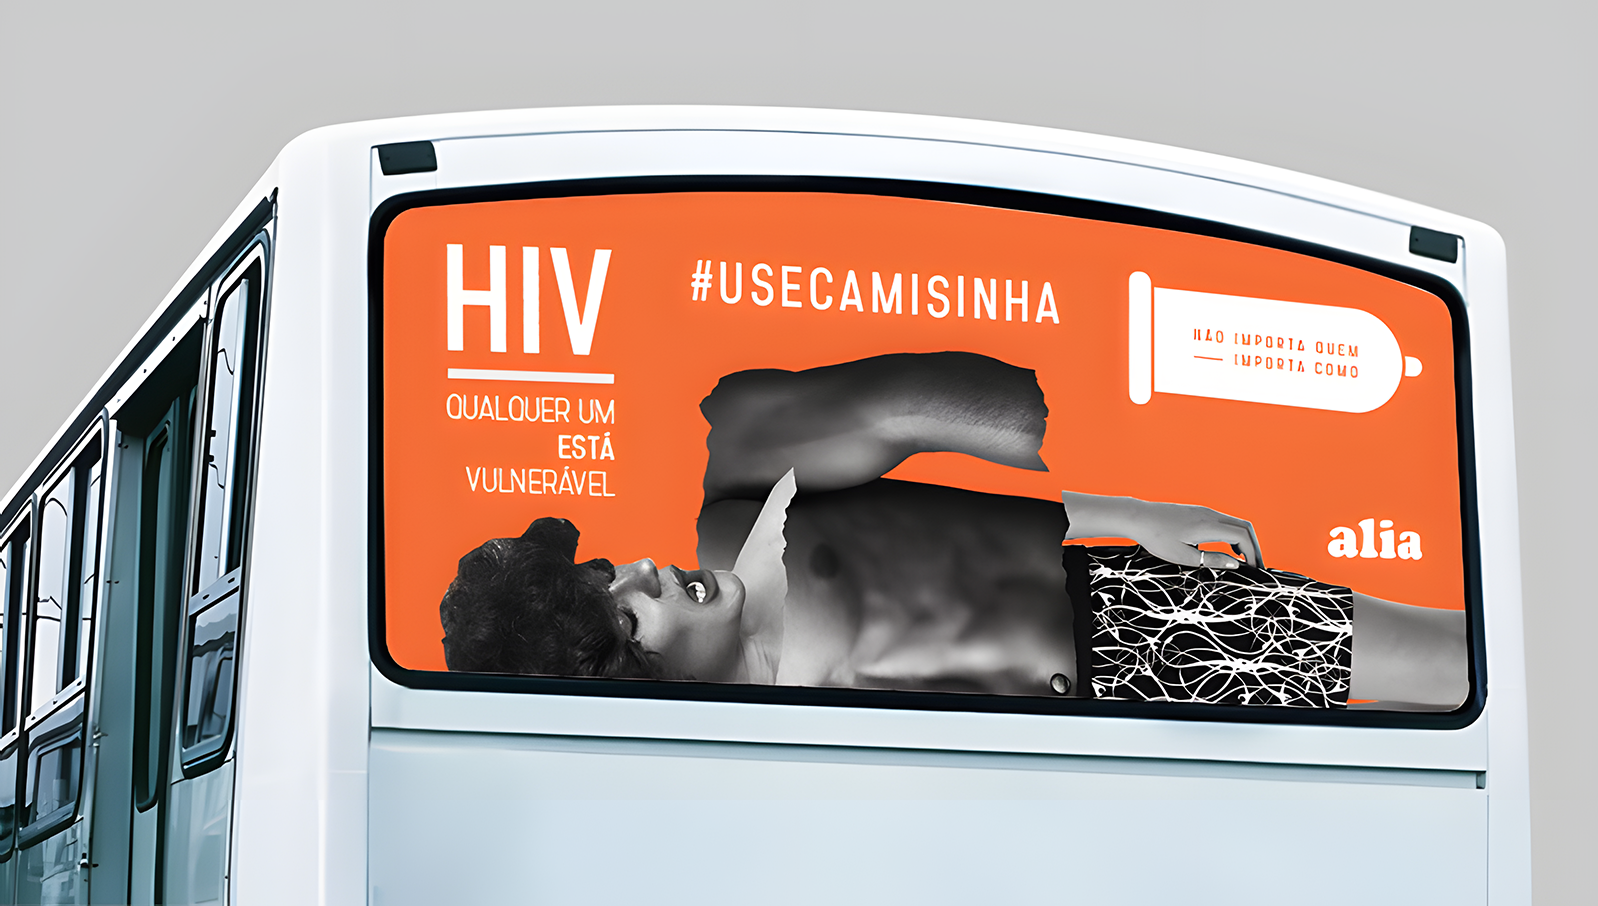 HIV
QUALQUER UM
ESTÁ
VULNERÁVEL
#USECAMISINHA
NÃO IMPORTA QUEM
IMPORTA COMO
alia